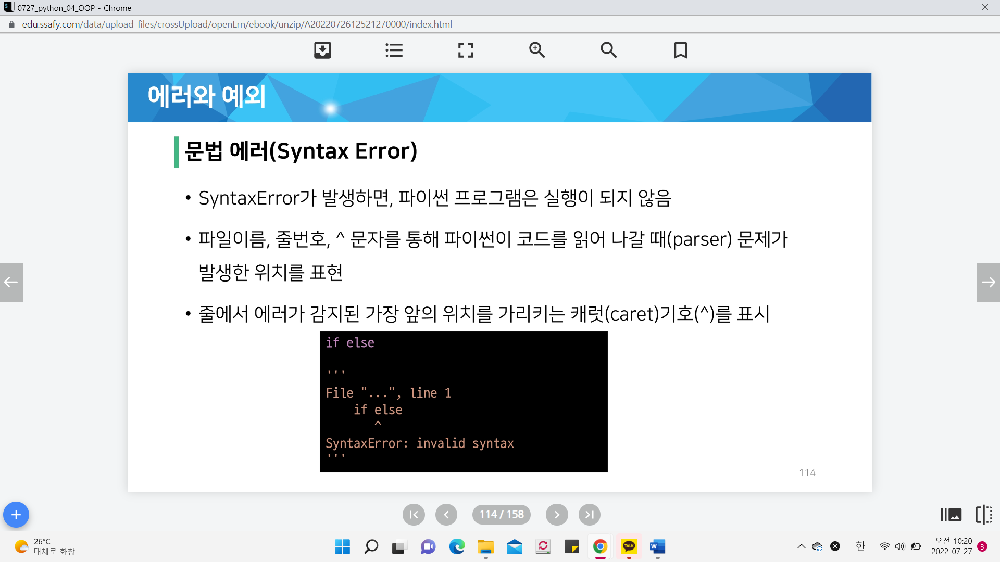 0727_python_04_OOP - Chrome
edu.ssafy.com/data/upload_files/crossUpload/openLrn/ebook/unzip/A2022072612521270000/index.html
에러와 예외
문법 에러(Syntax Error)
• SyntaxError가 발생하면, 파이썬 프로그램은 실행이 되지 않음
• 파일이름, 줄번호, ^ 문자를 통해 파이썬이 코드를 읽어 나갈 때(parser) 문제가
발생한 위치를 표현
• 줄에서 에러가 감지된 가장 앞의 위치를 가리키는 캐럿(caret)기호(^)를 표시
if else
'''
File "...", line 1
if else
^
SyntaxError: invalid syntax
'''
114
114 / 158
26°C
대체로 화창
TALK
한
오전 10:20
2022-07-27
3